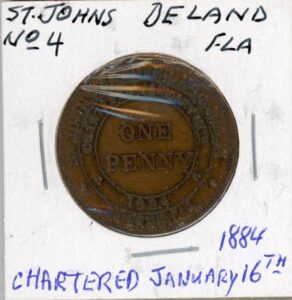 ST. JOHNS DELAND
No 4 FLA
ONE
PENNY
1884
CHARTERED JANUARY 16TH